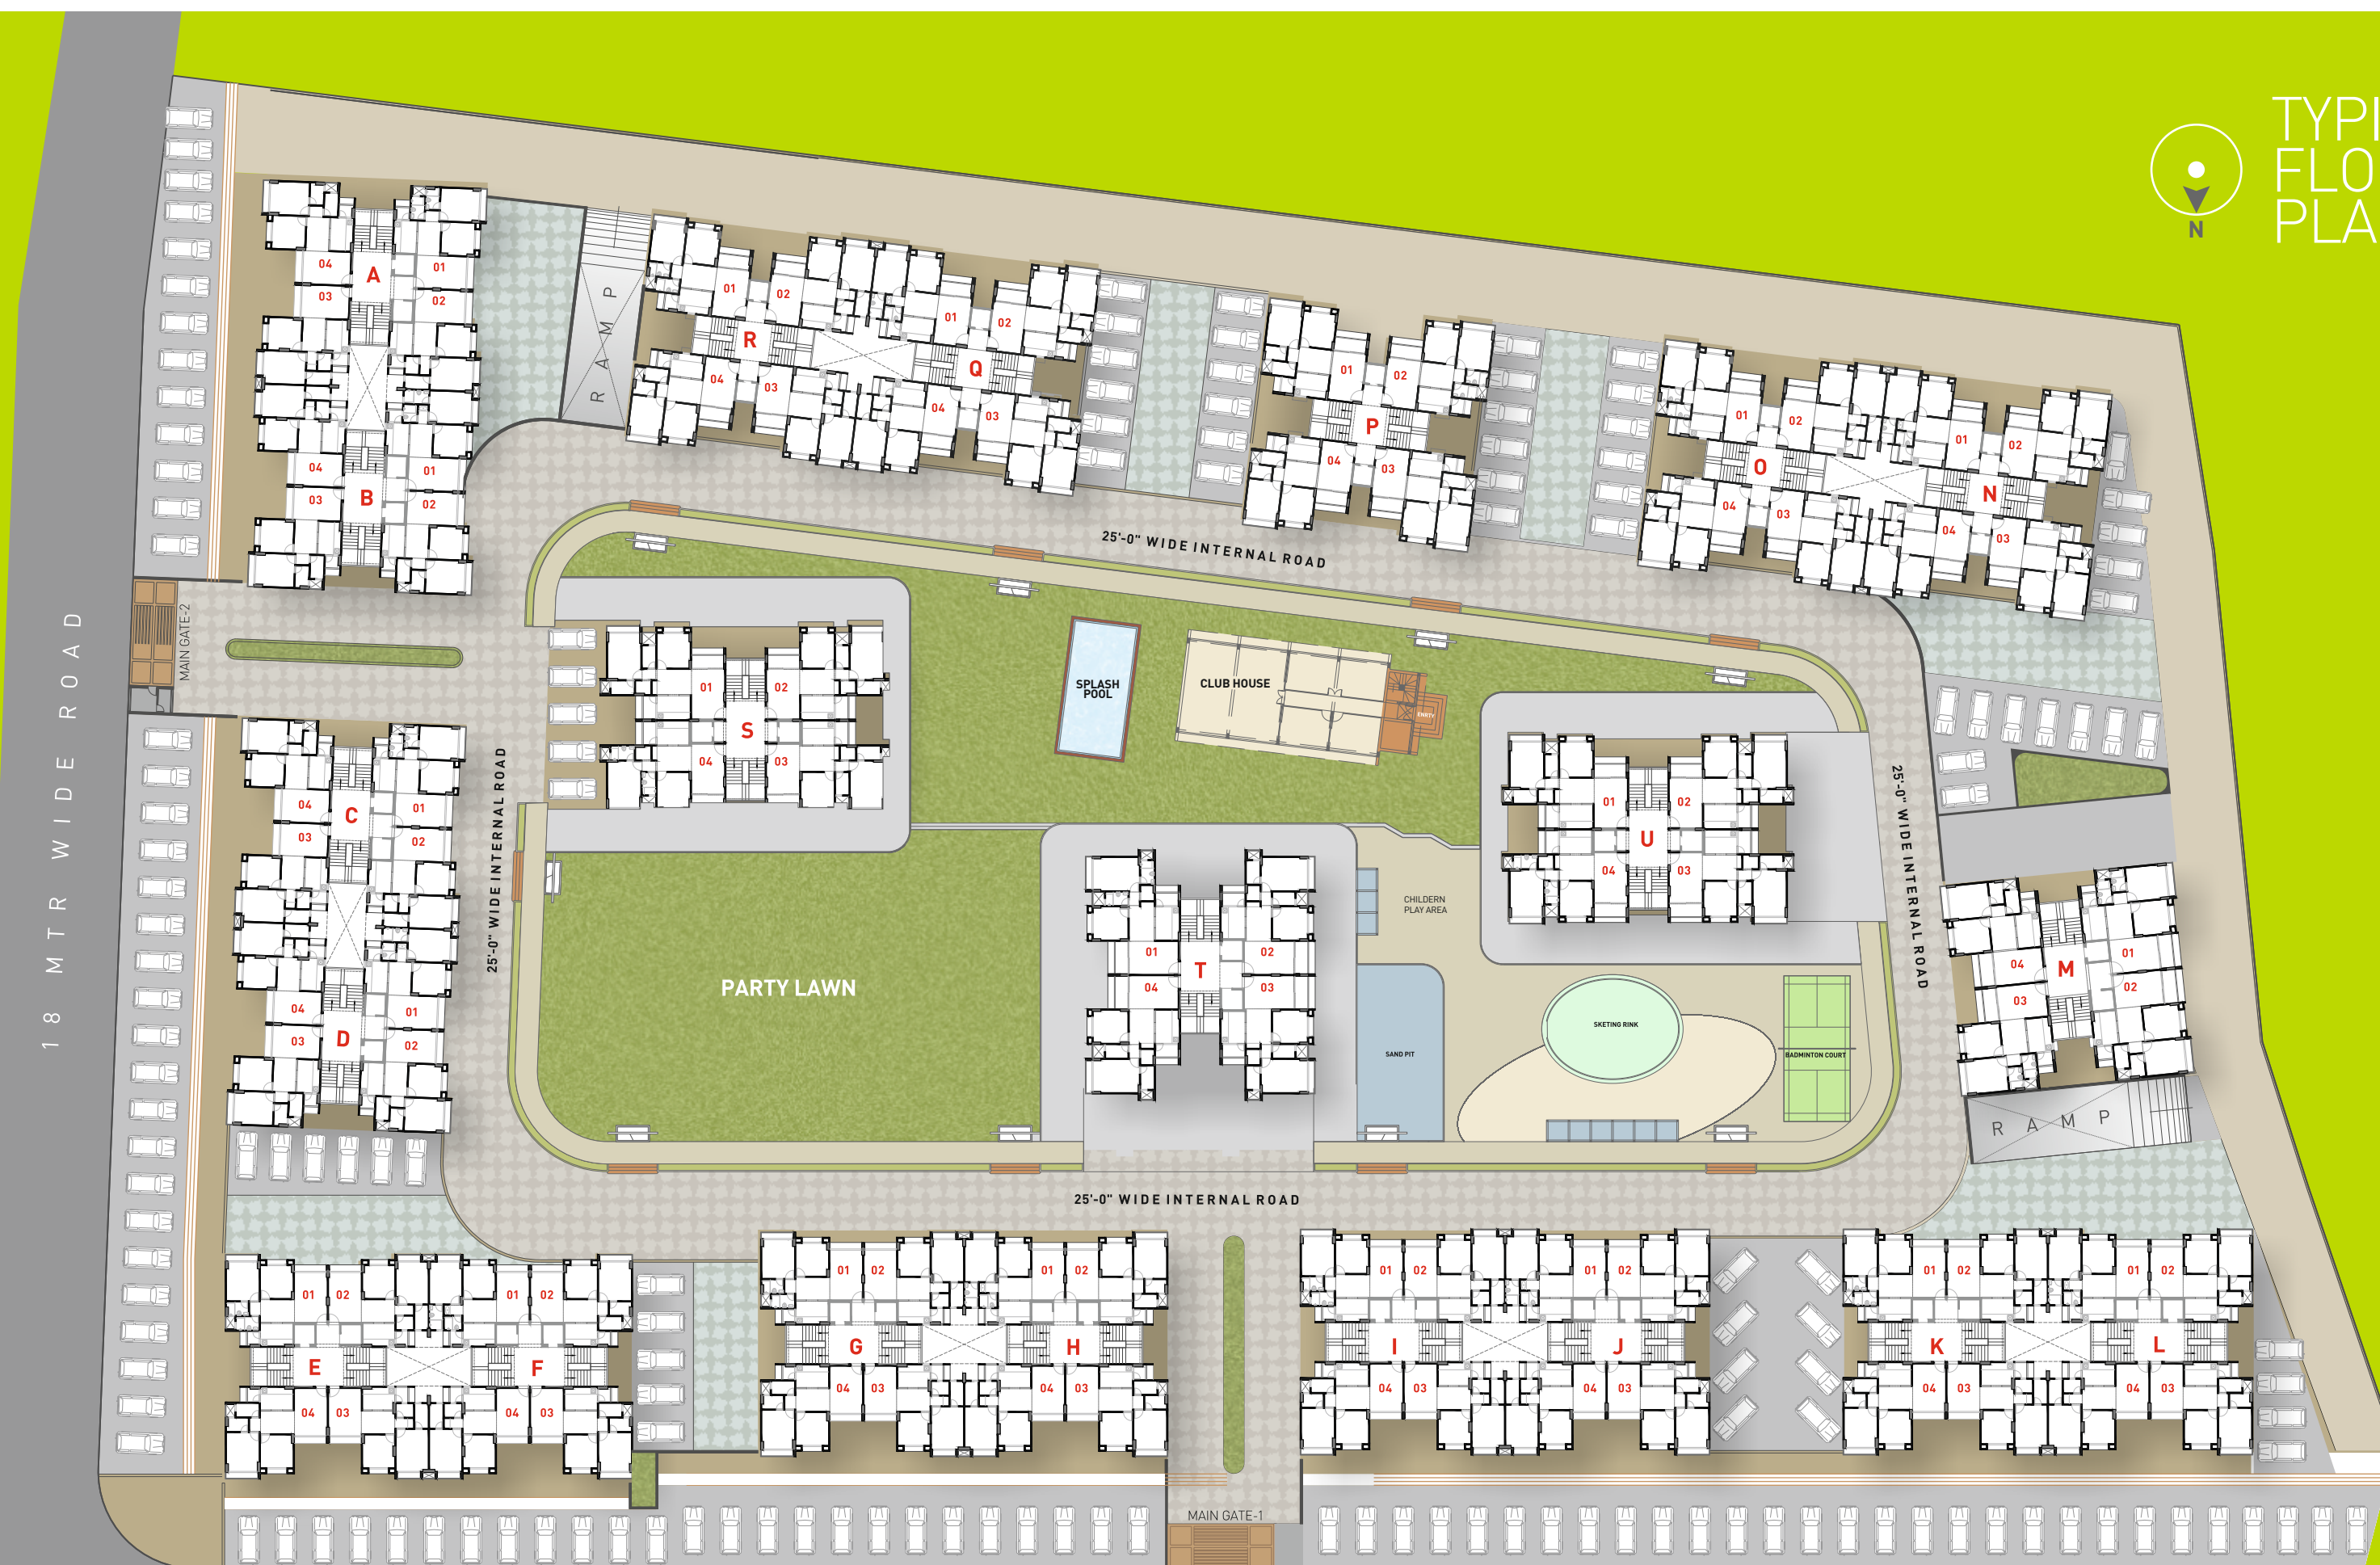 TYPI
FLO
PLA
N
A
04
01
03
02
04
01
B
03
02
RAMP
01
02
R
04
03
01
02
Q
04
03
01
02
P
04
03
01
02
O
04
03
01
02
N
04
03
25'-0" WIDE INTERNAL ROAD
MAIN GATE-2
18 MTR WIDE ROAD
01
02
S
04
03
SPLASH
POOL
CLUB HOUSE
ENRTY
C
04
01
03
02
04
01
03
02
D
25'-0" WIDE INTERNAL ROAD
PARTY LAWN
01
02
T
04
03
CHILDERN
PLAY AREA
SAND PIT
01
02
U
04
03
SKETING RINK
BADMINTON COURT
25'-0" WIDE INTERNAL ROAD
04
01
M
03
02
RAMP
25'-0" WIDE INTERNAL ROAD
01 02
E
04 03
01 02
F
04 03
01 02
G
04 03
01 02
H
04 03
01 02
I
04 03
01 02
J
04 03
01 02
K
04 03
01 02
L
04 03
MAIN GATE-1